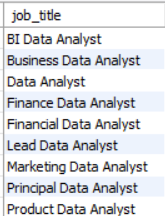 job_title
BI Data Analyst
Business Data Analyst
Data Analyst
Finance Data Analyst
Financial Data Analyst
Lead Data Analyst
Marketing Data Analyst
Principal Data Analyst
Product Data Analyst